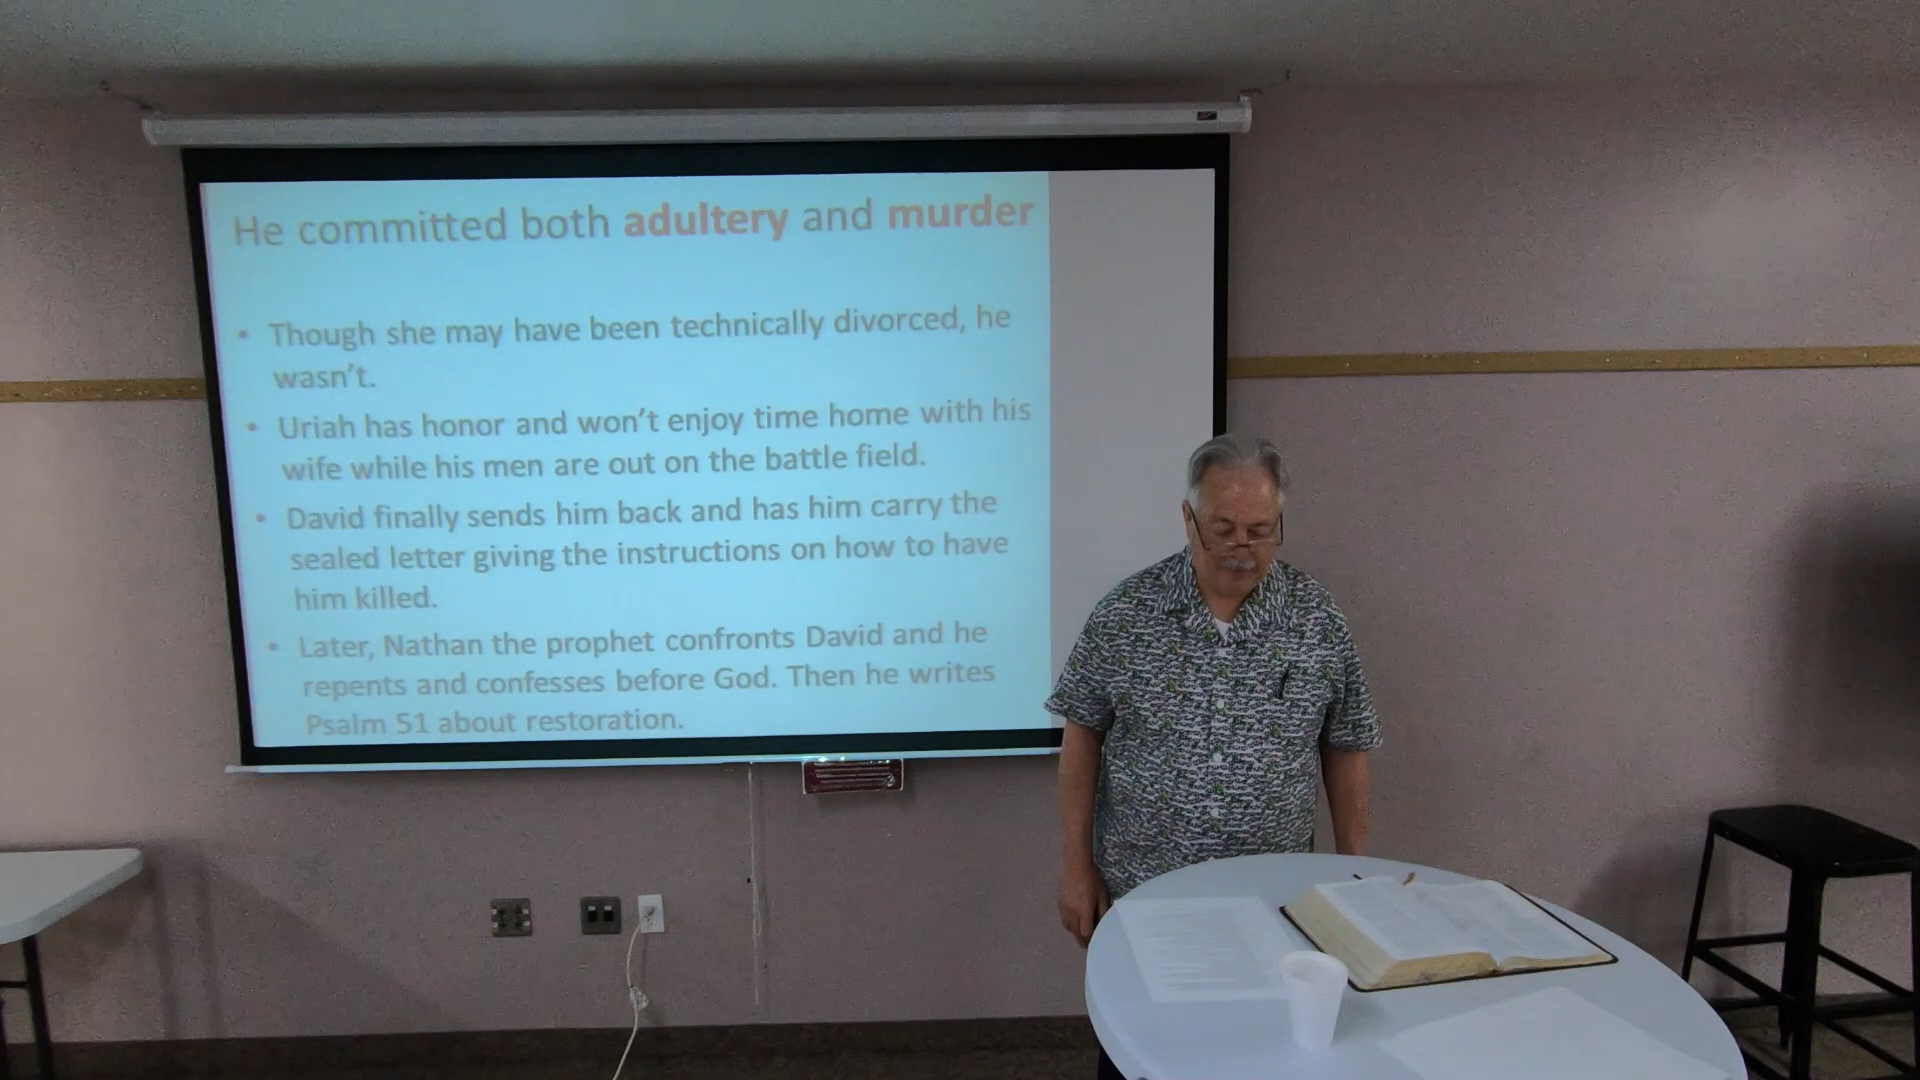 He committed both adultery and murder
• Though she may have been technically divorced, he
wasn't.
• Uriah has honor and won't enjoy time home with his
wife while his men are out on the battle field.
• David finally sends him back and has him carry the
sealed letter giving the instructions on how to have
him killed.
• Later, Nathan the prophet confronts David and he
repents and confesses before God. Then he writes
Psalm 51 about restoration.